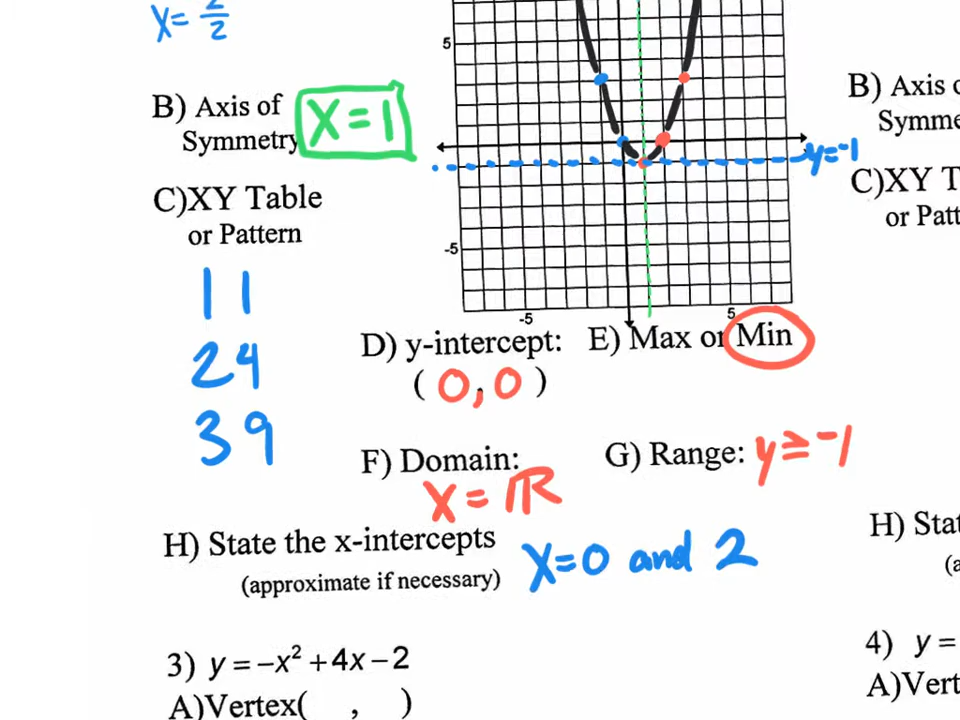 X= 2/2
B) Axis of Symmetry X=1
C)XY Table
or Pattern
1 1
2 4
3 9
5
-5
-5
5
y=-1
D) y-intercept:
( 0,0 )
E) Max or Min
F) Domain:
X = ℝ
G) Range: y≥-1
H) State the x-intercepts
(approximate if necessary)
X=0 and 2
3) y = –x² + 4x – 2
A)Vertex( , )
B) Axis o
Symme
C)XY T
or Patt
H) Stat
(a
4) y =
A)Vert